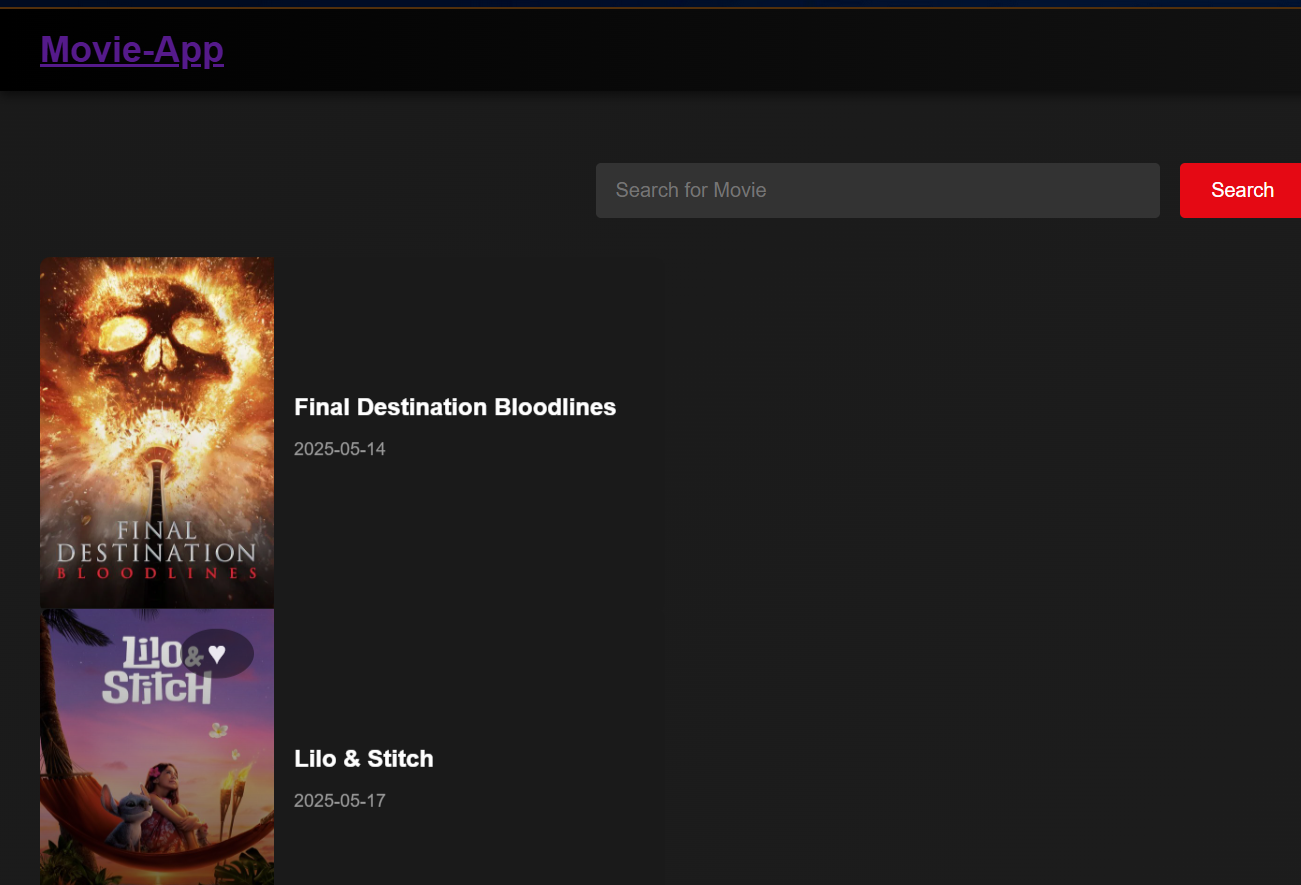 Movie-App
Search for Movie
Search
FINAL
DESTINATION
BLOODLINES
Final Destination Bloodlines
2025-05-14
Lilo &
Stitch
Lilo & Stitch
2025-05-17